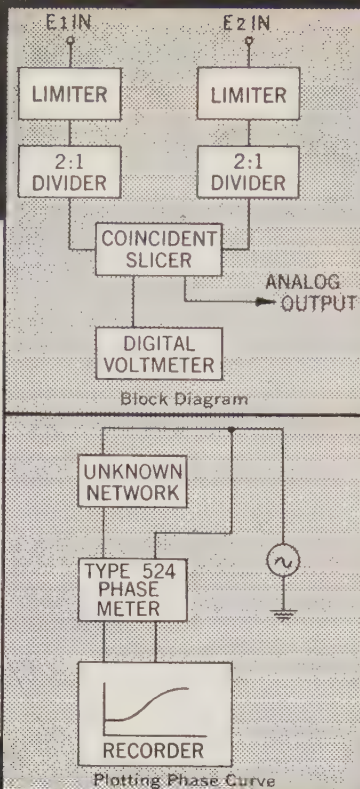 E1 IN
E2 IN
LIMITER
LIMITER
2:1
DIVIDER
2:1
DIVIDER
COINCIDENT
SLICER
ANALOG
OUTPUT
DIGITAL
VOLTMETER
Block Diagram
UNKNOWN
NETWORK
TYPE 524
PHASE
METER
RECORDER
Plotting Phase Curve